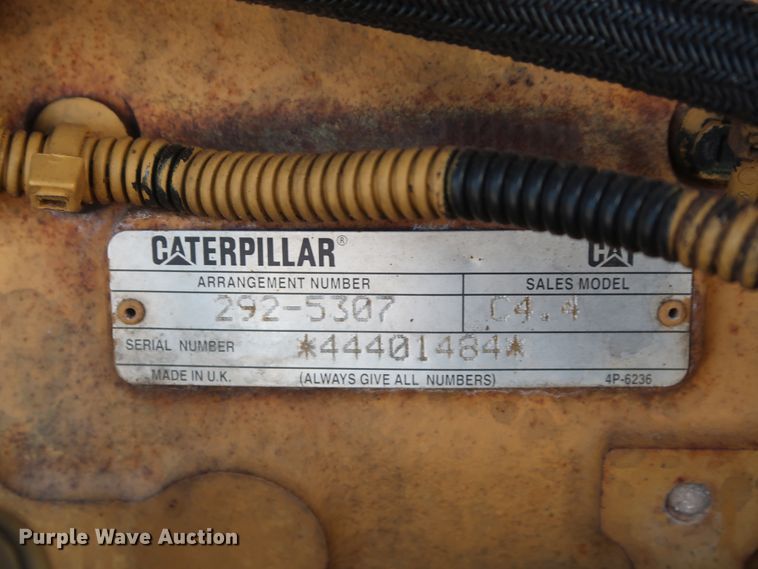 CATERPILLAR® CAT
ARRANGEMENT NUMBER SALES MODEL
292-5307 C4.4
SERIAL NUMBER *44401484*
MADE IN U.K. (ALWAYS GIVE ALL NUMBERS) 4P-6236
Purple Wave Auction